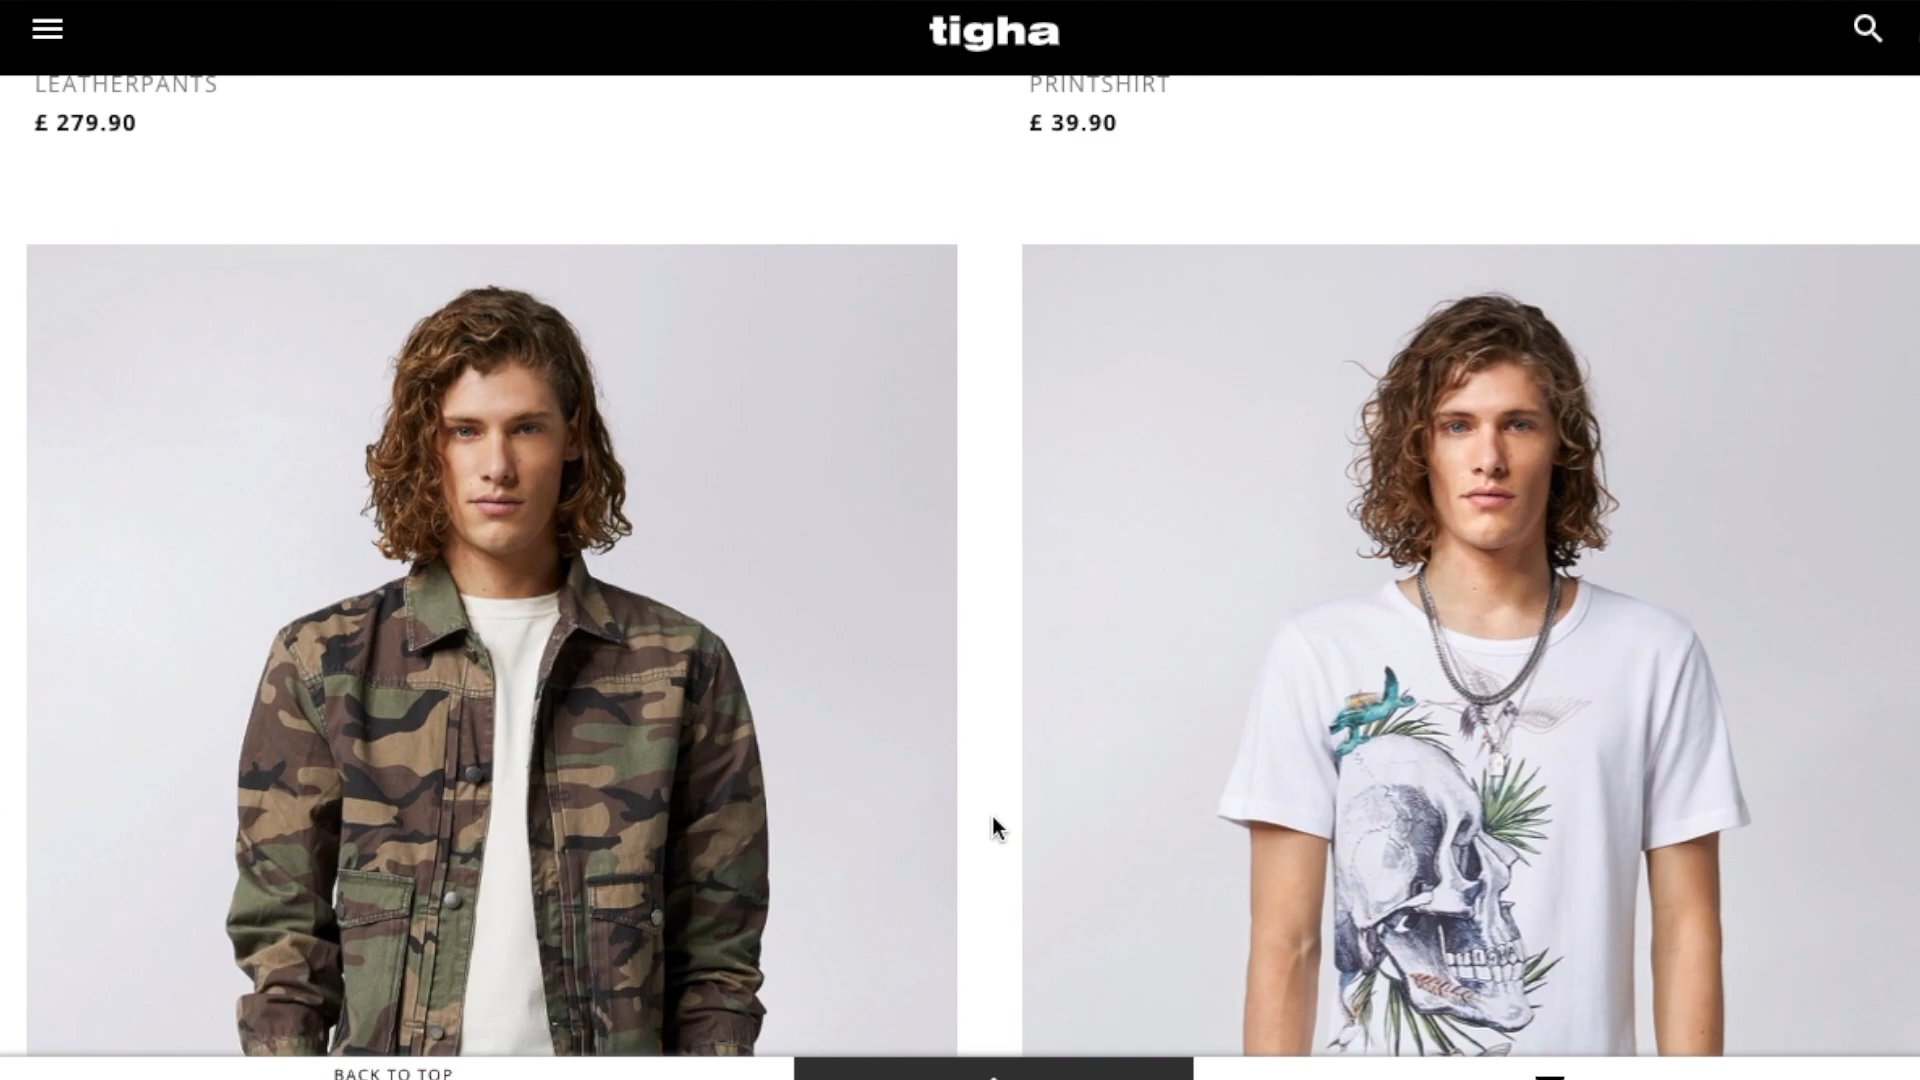 tigha
LEATHERPANTS
£ 279.90
PRINTSHIRT
£ 39.90
BACK TO TOP